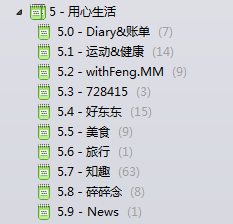 5 - 用心生活
5.0 - Diary&账单 (7)
5.1 - 运动&健康 (14)
5.2 - withFeng.MM (9)
5.3 - 728415 (3)
5.4 - 好东东 (15)
5.5 - 美食 (9)
5.6 - 旅行 (1)
5.7 - 知趣 (63)
5.8 - 碎碎念 (8)
5.9 - News (1)